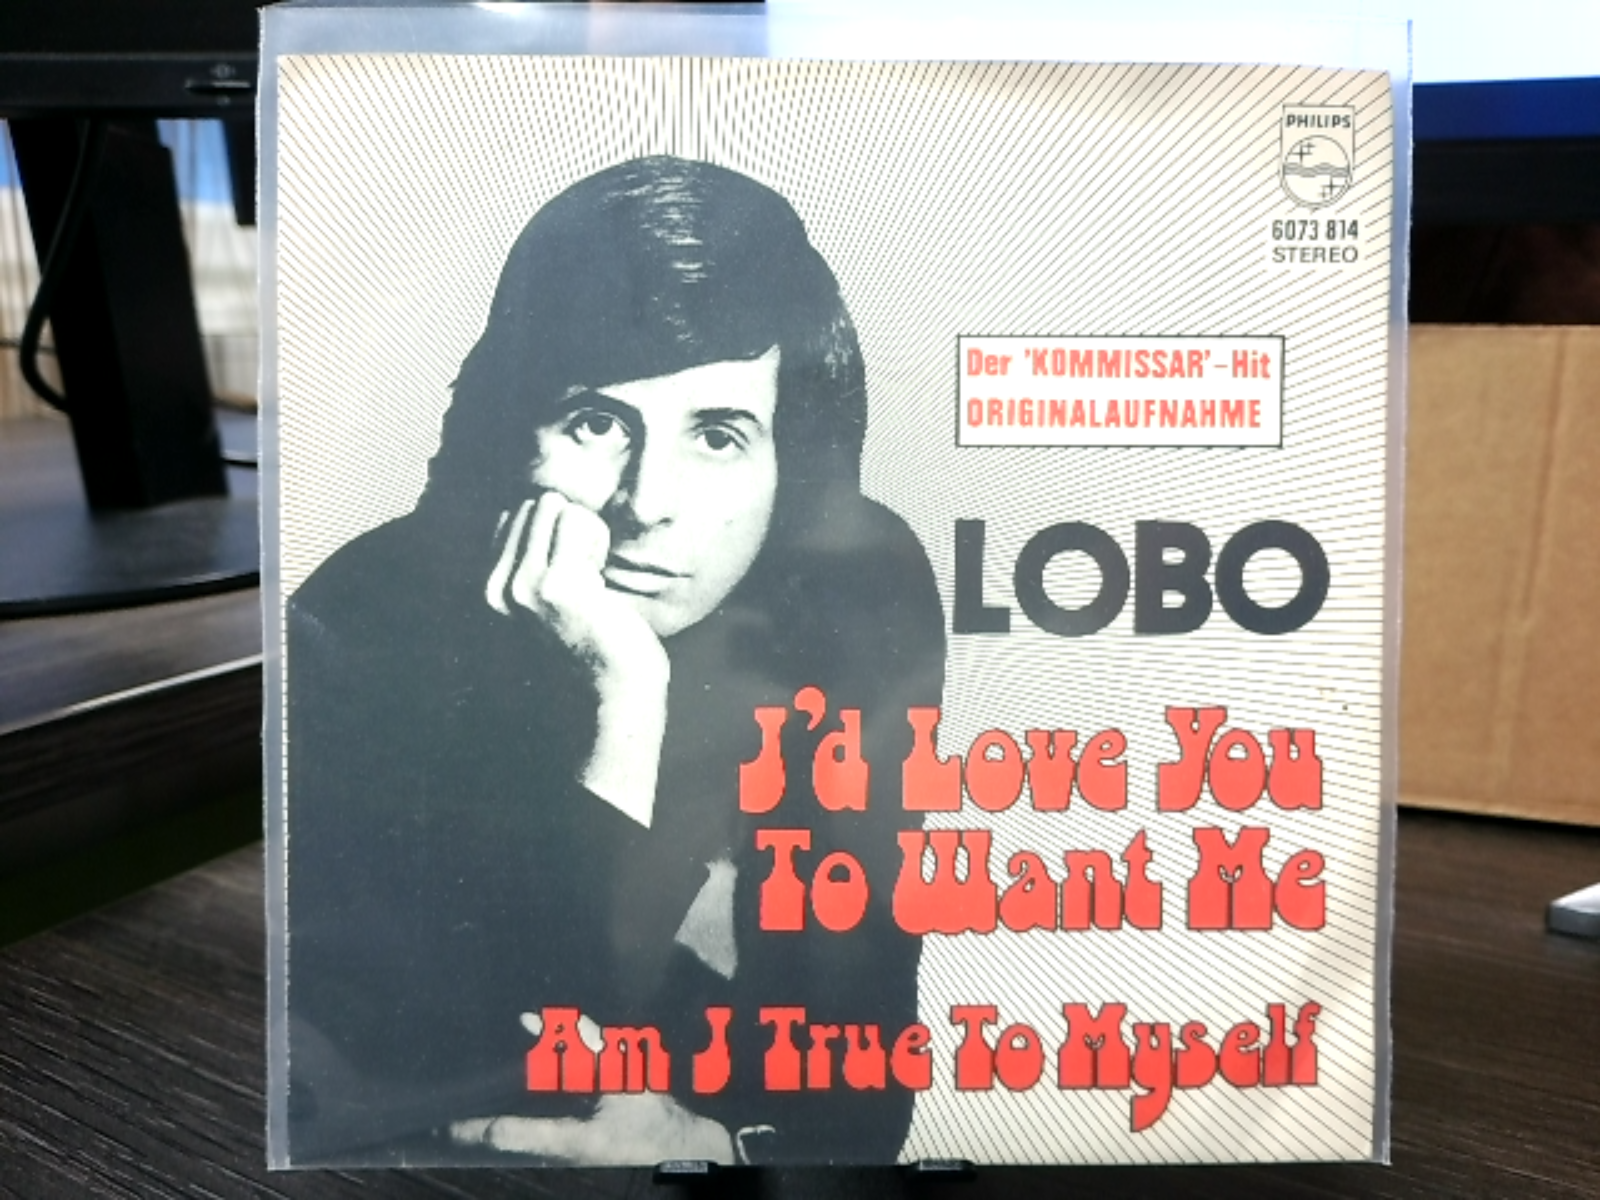 PHILIPS
6073 814
STEREO
Der 'KOMMISSAR'-Hit
ORIGINALAUFNAHME
LOBO
I'd Love You
To Want Me
Am I True To Myself